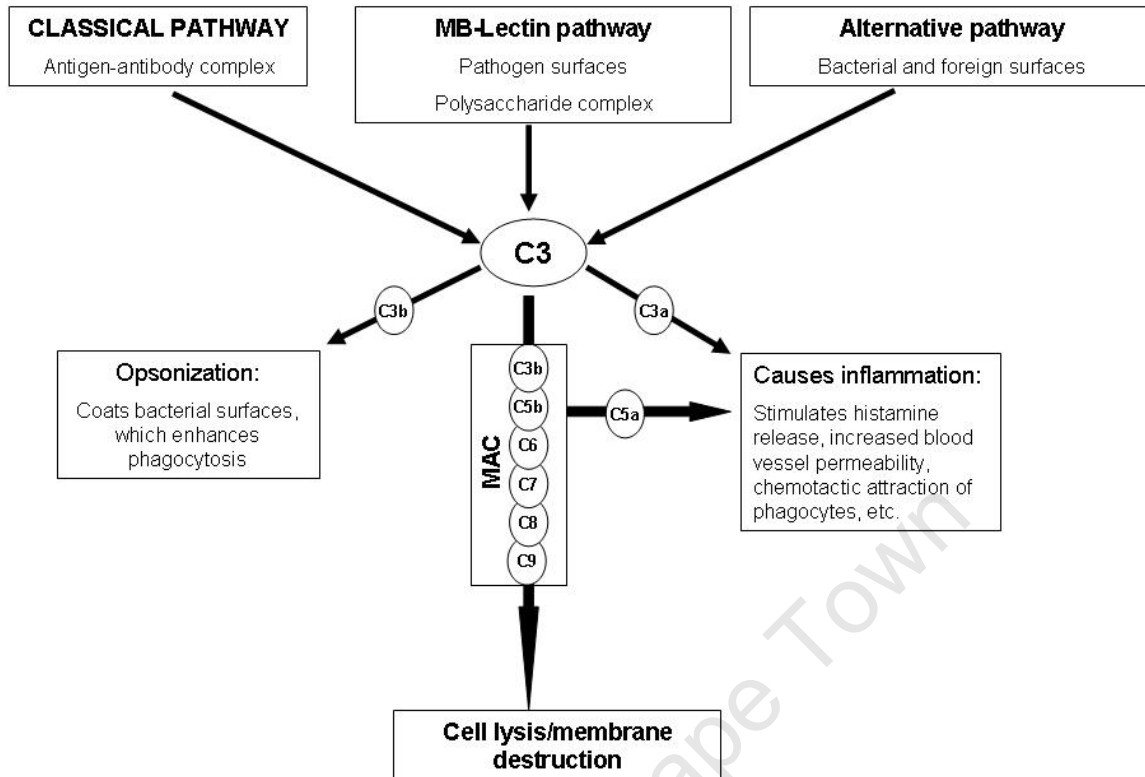 CLASSICAL PATHWAY
Antigen-antibody complex
MB-Lectin pathway
Pathogen surfaces
Polysaccharide complex
Alternative pathway
Bacterial and foreign surfaces
C3
C3b
C3a
Opsonization:
Coats bacterial surfaces,
which enhances
phagocytosis
MAC
C3b
C5b
C6
C7
C8
C9
C5a
Causes inflammation:
Stimulates histamine
release, increased blood
vessel permeability,
chemotactic attraction of
phagocytes, etc.
Cell lysis/membrane
destruction
ape Town